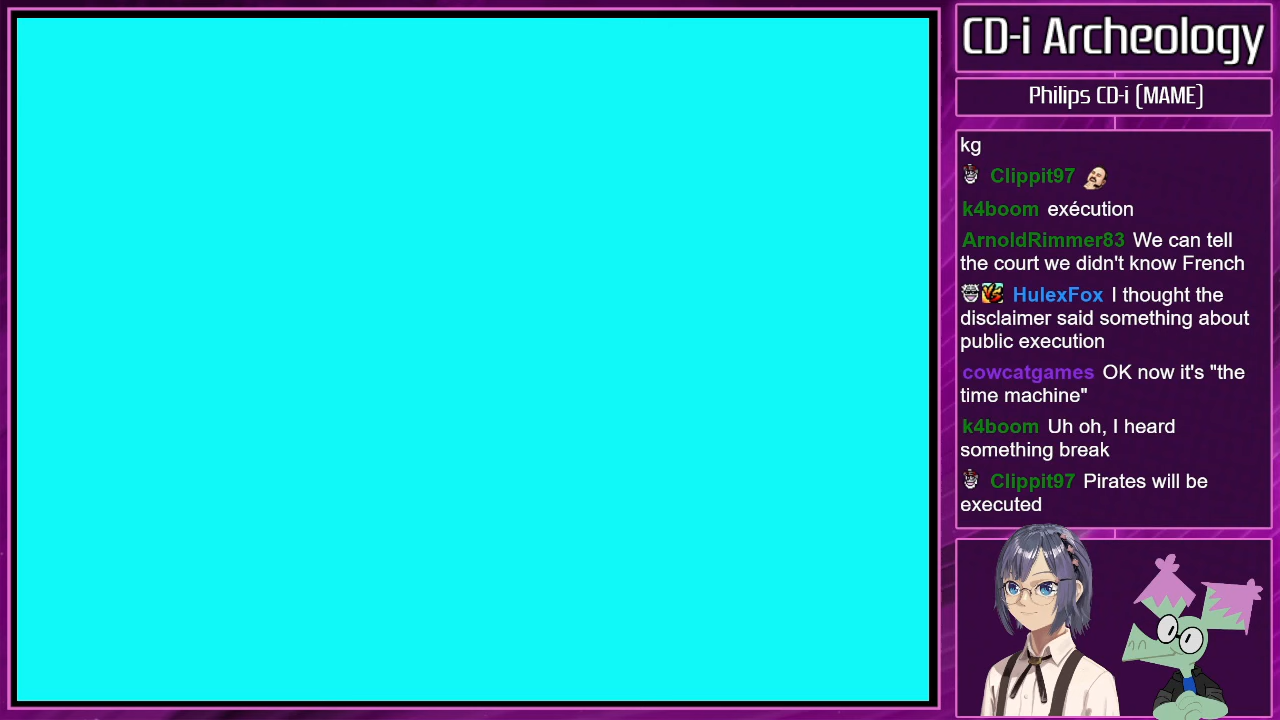 CD-i Archeology
Philips CD-i (MAME)
kg
Clippit97
k4boom exécution
ArnoldRimmer83 We can tell
the court we didn't know French
HulexFox I thought the
disclaimer said something about
public execution
cowcatgames OK now it's "the
time machine"
k4boom Uh oh, I heard
something break
Clippit97 Pirates will be
executed